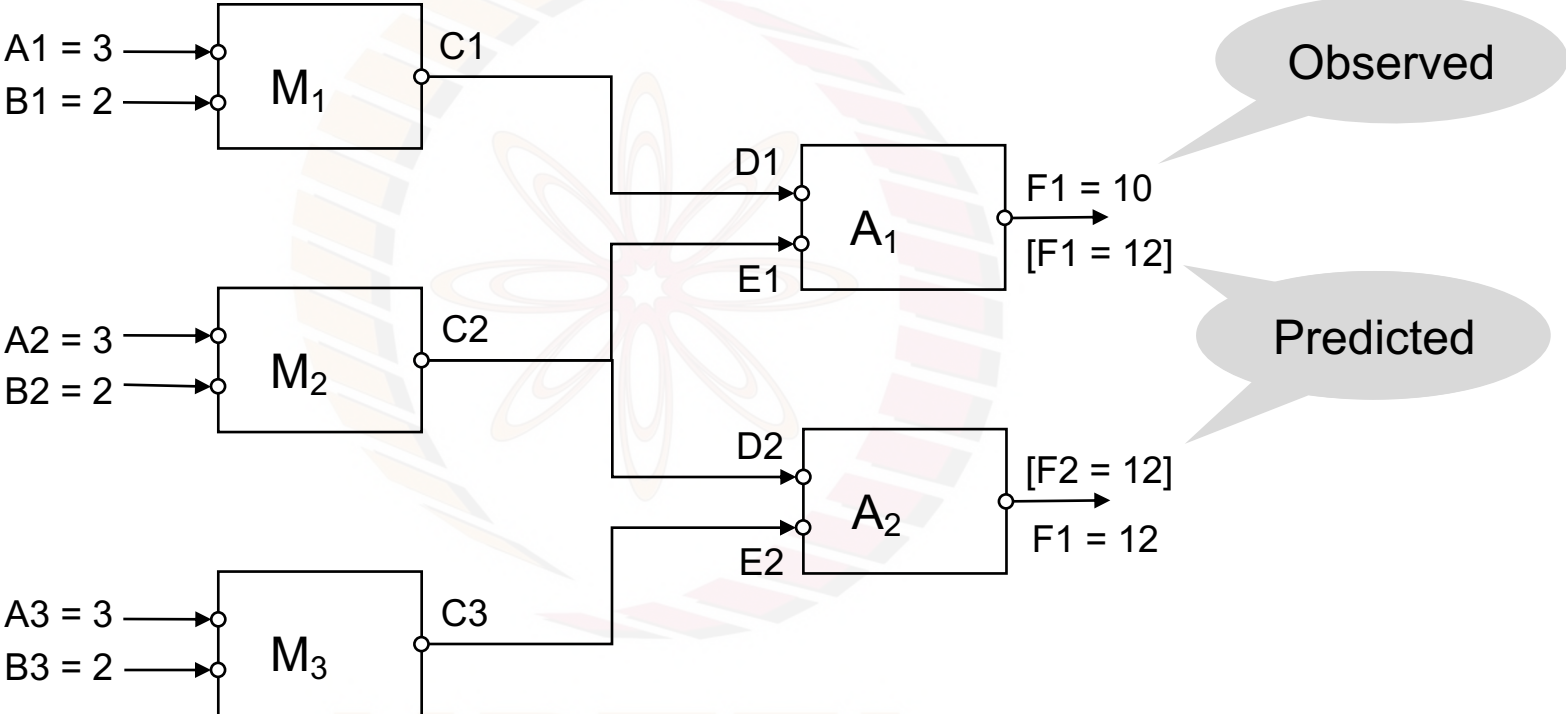 A1 = 3
B1 = 2
M₁
C1
Observed
D1
E1
A₁
F1 = 10
[F1 = 12]
Predicted
A2 = 3
B2 = 2
M₂
C2
D2
E2
A₂
[F2 = 12]
F1 = 12
A3 = 3
B3 = 2
M₃
C3